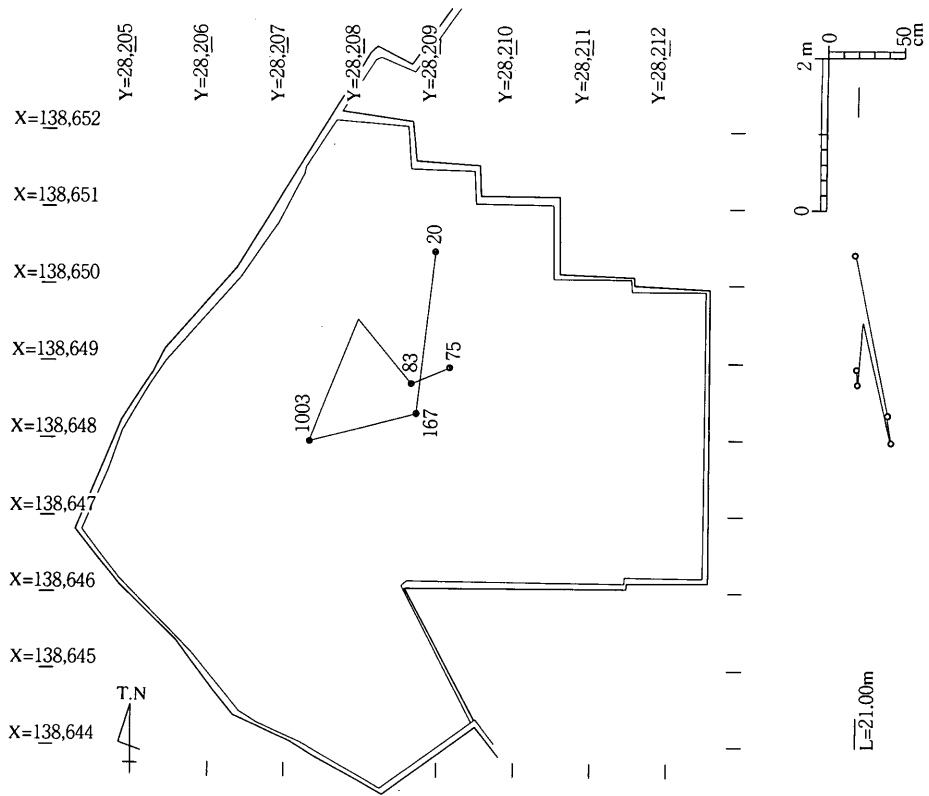 Y=28,205
Y=28,206
Y=28,207
Y=28,208
Y=28,209
Y=28,210
Y=28,211
Y=28,212
X=138,652
X=138,651
X=138,650
X=138,649
X=138,648
X=138,647
X=138,646
X=138,645
X=138,644
20
83
75
1003
167
T.N
0
2 m
0
50
cm
L=21.00m